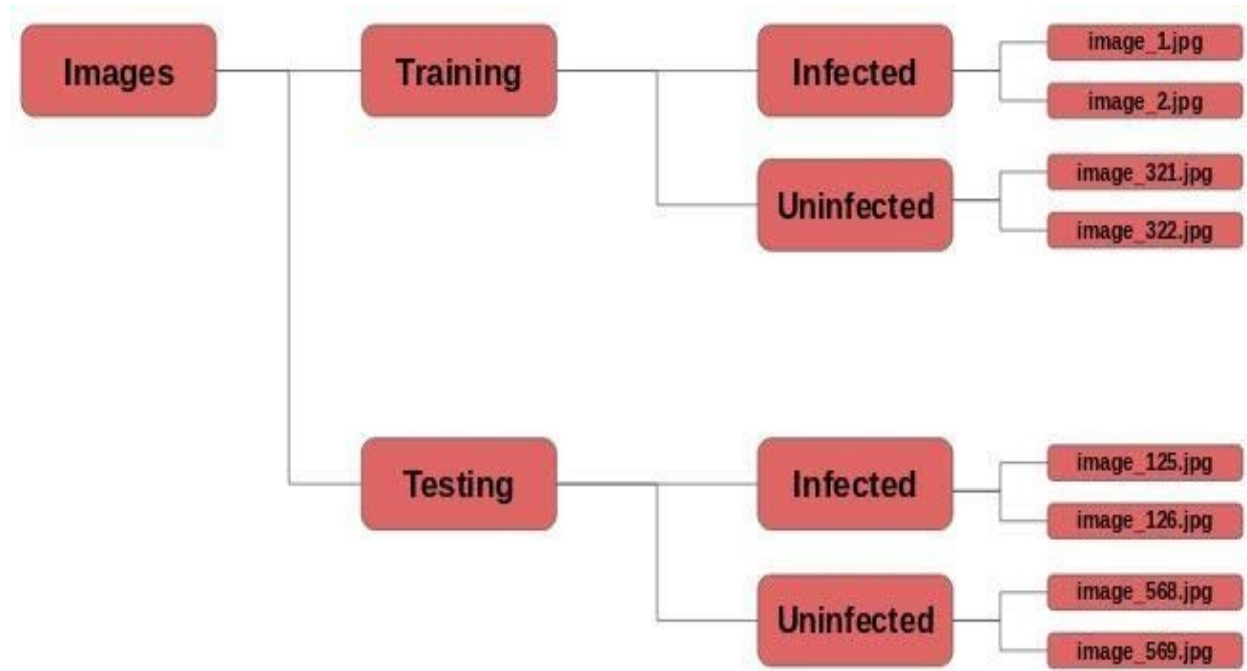 Images
Training
Infected
image_1.jpg
image_2.jpg
Uninfected
image_321.jpg
image_322.jpg
Testing
Infected
image_125.jpg
image_126.jpg
Uninfected
image_568.jpg
image_569.jpg